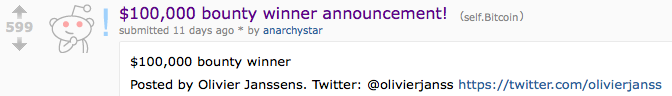 $100,000 bounty winner announcement! (self.Bitcoin)
599
submitted 11 days ago * by anarchystar
$100,000 bounty winner
Posted by Olivier Janssens. Twitter: @olivierjanss https://twitter.com/olivierjanss